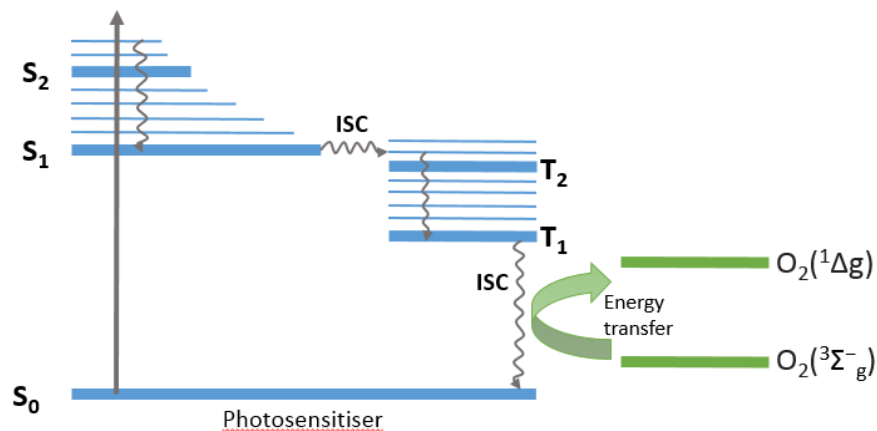 S₂
ISC
S₁
T₂
T₁
O₂(¹Δg)
ISC
Energy
transfer
O₂(³Σ⁻g)
S₀
Photosensitiser